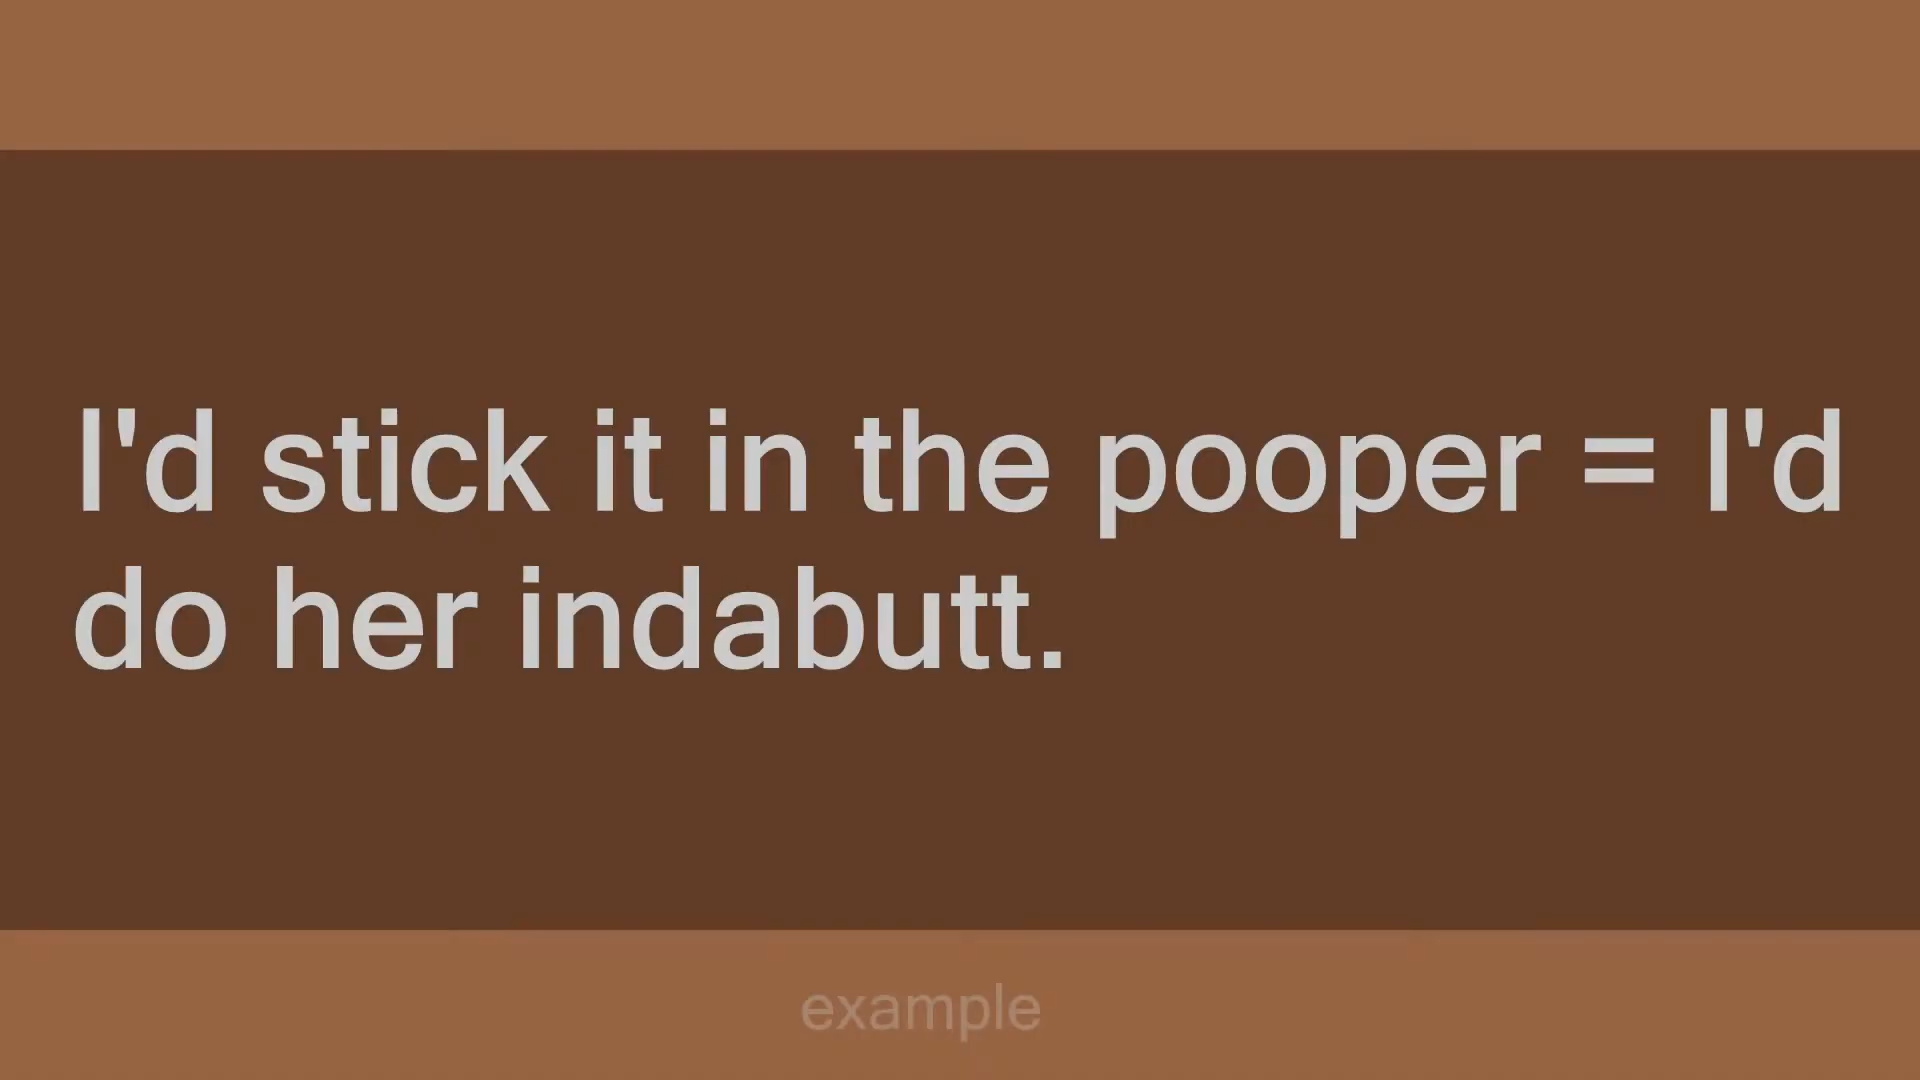 I'd stick it in the pooper = I'd
do her indabutt.
example